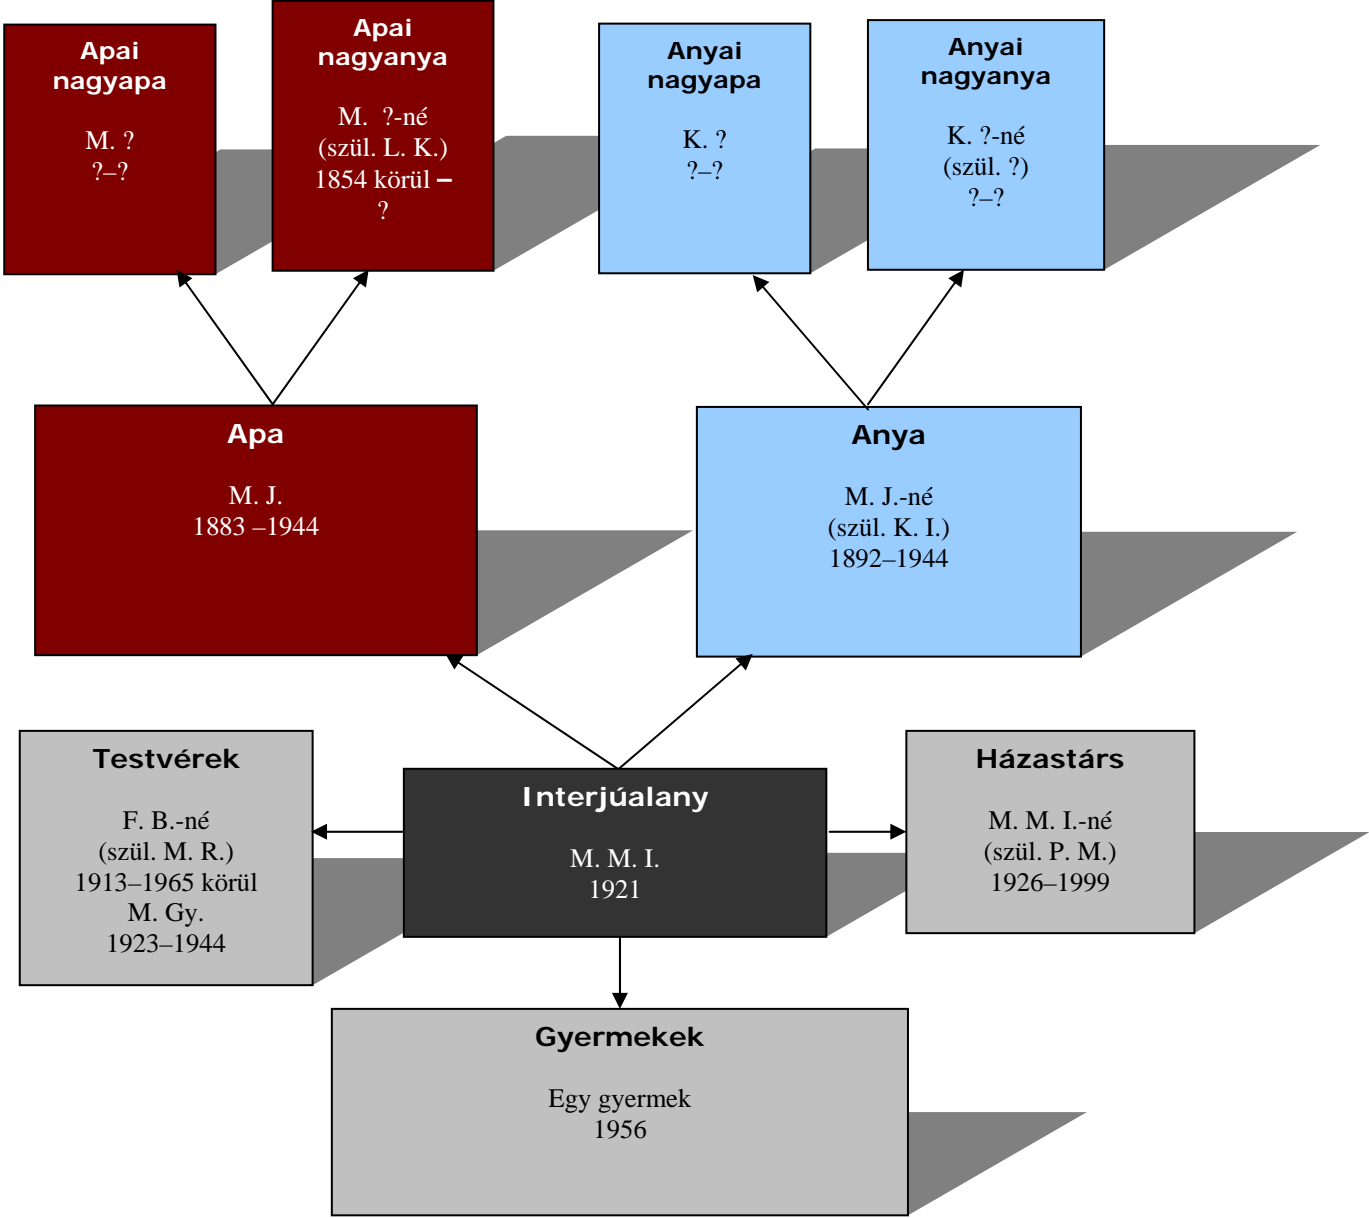 Apai
nagyapa
M. ?
?–?
Apai
nagyanya
M. ?-né
(szül. L. K.)
1854 körül –
?
Anyai
nagyapa
K. ?
?–?
Anyai
nagyanya
K. ?-né
(szül. ?)
?–?
Apa
M. J.
1883 –1944
Anya
M. J.-né
(szül. K. I.)
1892–1944
Testvérek
F. B.-né
(szül. M. R.)
1913–1965 körül
M. Gy.
1923–1944
Interjúalany
M. M. I.
1921
Házastárs
M. M. I.-né
(szül. P. M.)
1926–1999
Gyermekek
Egy gyermek
1956